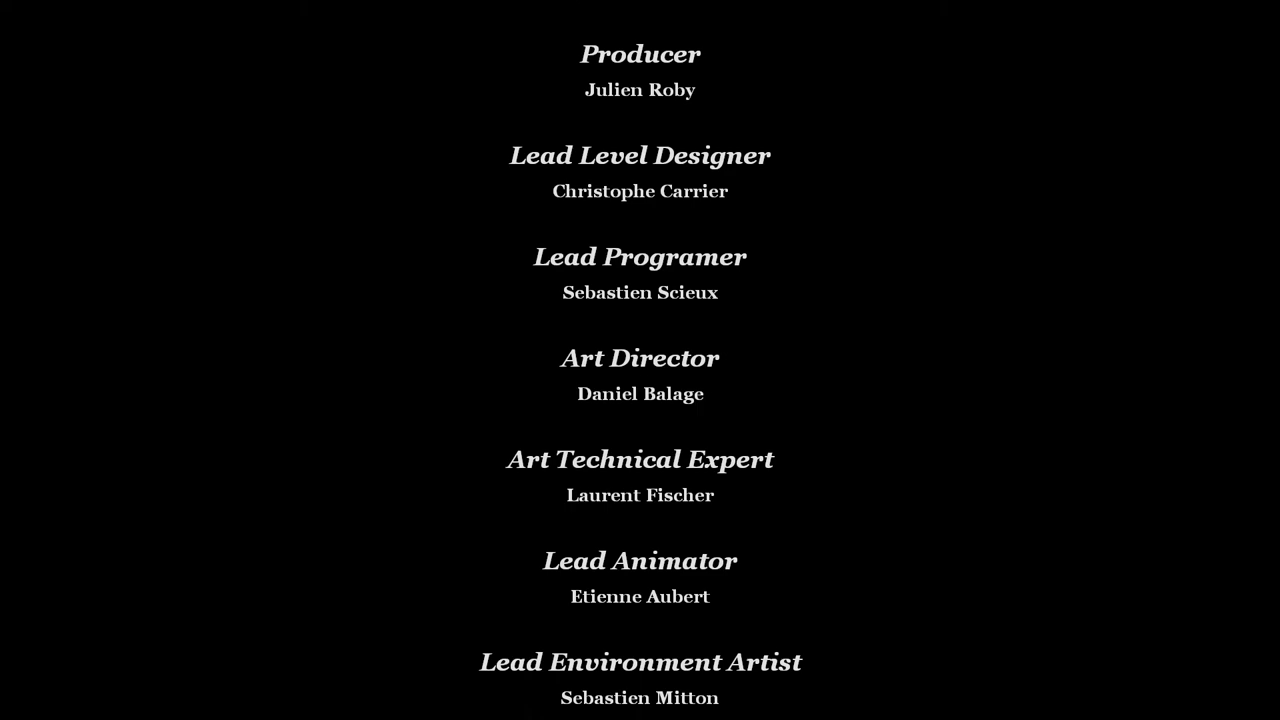 Producer
Julien Roby
Lead Level Designer
Christophe Carrier
Lead Programer
Sebastien Scieux
Art Director
Daniel Balage
Art Technical Expert
Laurent Fischer
Lead Animator
Etienne Aubert
Lead Environment Artist
Sebastien Mitton